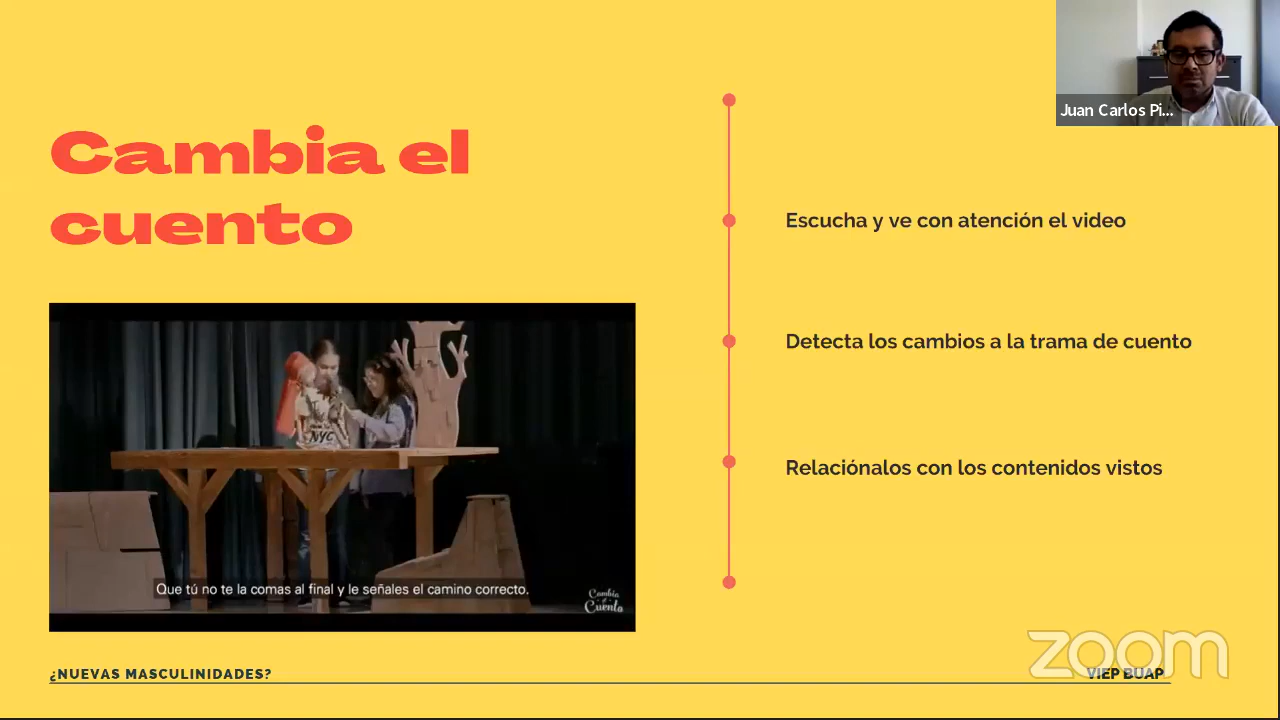 Juan Carlos Pi...
Cambia el
cuento
Escucha y ve con atención el video
Detecta los cambios a la trama de cuento
Relaciónalos con los contenidos vistos
NYC
Que tú no te la comas al final y le señales el camino correcto.
Cambia
el
Cuento
¿NUEVAS MASCULINIDADES?
VIEP BUAP
zoom